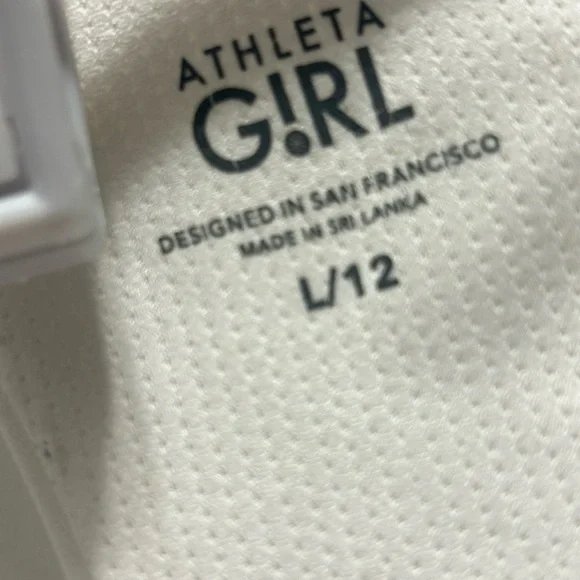 ATHLETA
G!RL
DESIGNED IN SAN FRANCISCO
MADE IN SRI LANKA
L/12